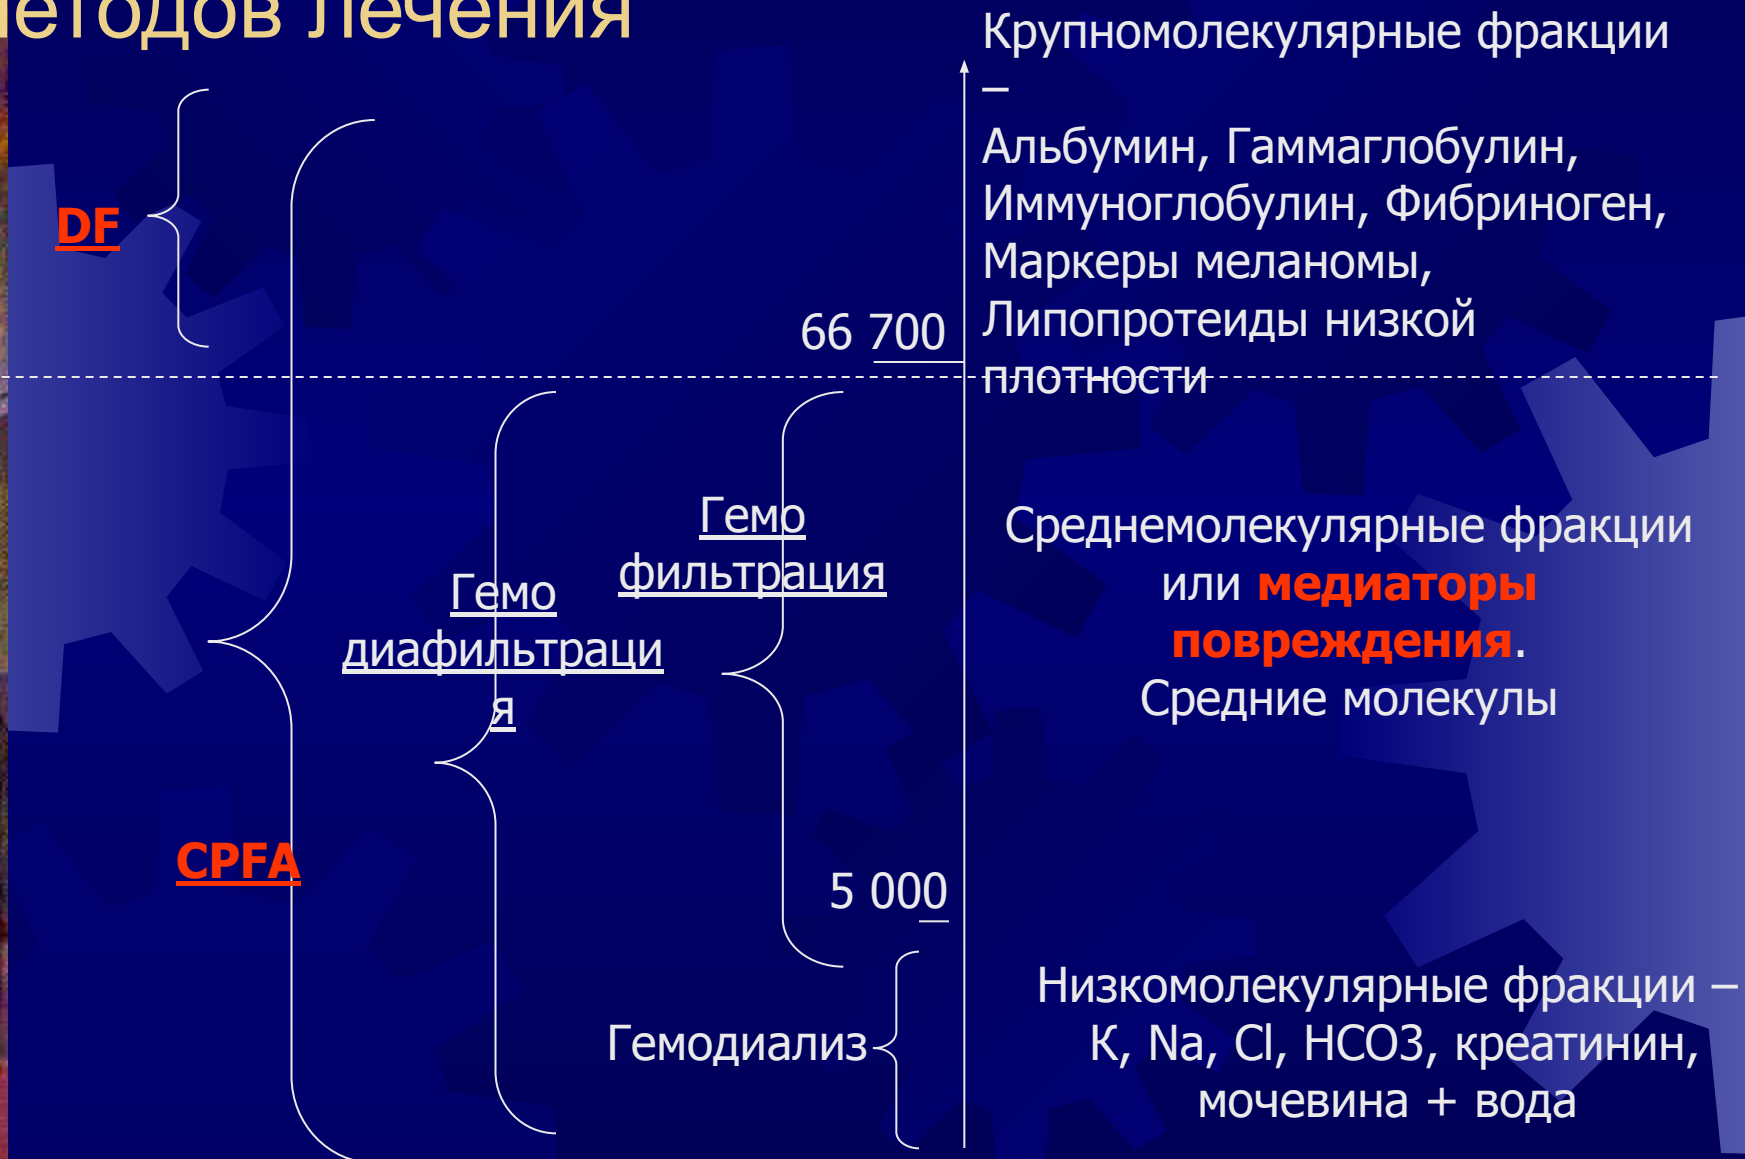 етодов лечения
Крупномолекулярные фракции
–
Альбумин, Гаммаглобулин,
Иммуноглобулин, Фибриноген,
Маркеры меланомы,
Липопротеиды низкой
плотности
DF
66 700
Гемо
фильтрация
Гемо
диафильтраци
я
Среднемолекулярные фракции
или медиаторы
повреждения.
Средние молекулы
CPFA
5 000
Гемодиализ
Низкомолекулярные фракции –
К, Na, Cl, HCO3, креатинин,
мочевина + вода